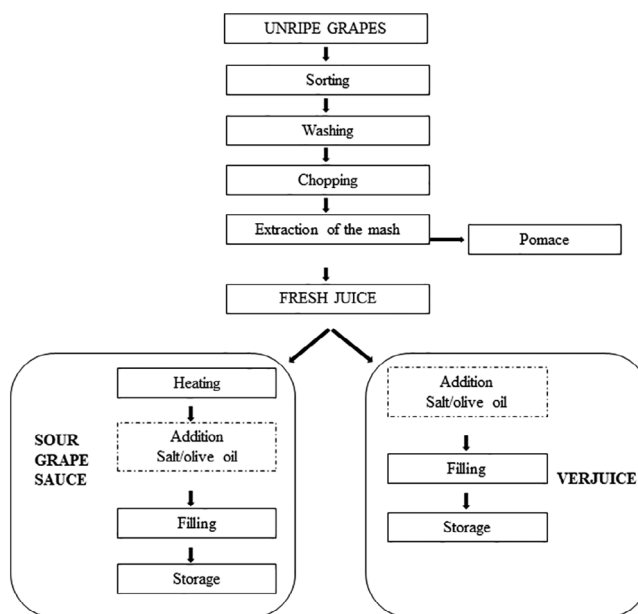 UNRIPE GRAPES
Sorting
Washing
Chopping
Extraction of the mash
Pomace
FRESH JUICE
SOUR
GRAPE
SAUCE
Heating
Addition
Salt/olive oil
Filling
Storage
Addition
Salt/olive oil
Filling
Storage
VERJUICE